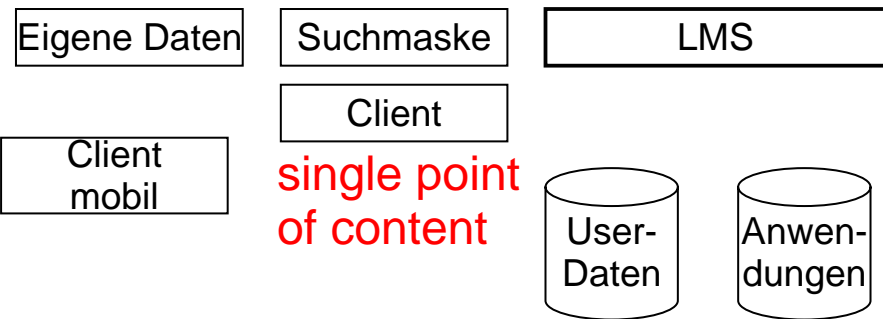 Eigene Daten
Suchmaske
LMS
Client
Client
mobil
single point
of content
User-
Daten
Anwen-
dungen